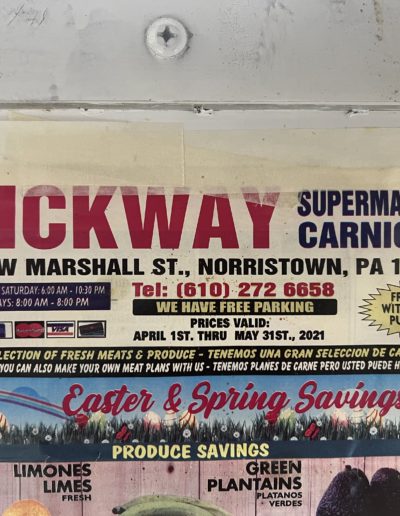 ICKWAY SUPERMA
CARNIC
W MARSHALL ST., NORRISTOWN, PA 1
SATURDAY: 6:00 AM - 10:30 PM
AYS: 8:00 AM - 8:00 PM
Tel: (610) 272 6658
WE HAVE FREE PARKING
PRICES VALID:
APRIL 1ST. THRU MAY 31ST., 2021
FR
WITH
PU
VISA
LECTION OF FRESH MEATS & PRODUCE - TENEMOS UNA GRAN SELECCION DE CA
YOU CAN ALSO MAKE YOUR OWN MEAT PLANS WITH US - TENEMOS PLANES DE CARNE PERO USTED PUEDE H
Easter & Spring Savings
PRODUCE SAVINGS
LIMONES
LIMES
FRESH
GREEN
PLANTAINS
PLATANOS
VERDES